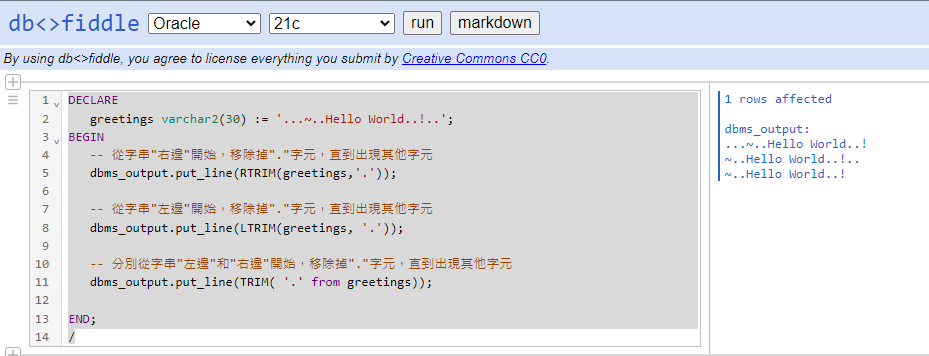 db<>fiddle Oracle 21c run markdown
By using db<>fiddle, you agree to license everything you submit by Creative Commons CC0.
1 DECLARE
2 greetings varchar2(30) := '...~..Hello World..!..';
3 BEGIN
4 -- 從字串"右邊"開始，移除掉"."字元，直到出現其他字元
5 dbms_output.put_line(RTRIM(greetings,'.'));
6
7 -- 從字串"左邊"開始，移除掉"."字元，直到出現其他字元
8 dbms_output.put_line(LTRIM(greetings, '.'));
9
10 -- 分別從字串"左邊"和"右邊"開始，移除掉"."字元，直到出現其他字元
11 dbms_output.put_line(TRIM( '.' from greetings));
12
13 END;
14 /
1 rows affected
dbms_output:
...~..Hello World..!
~..Hello World..!..
~..Hello World..!